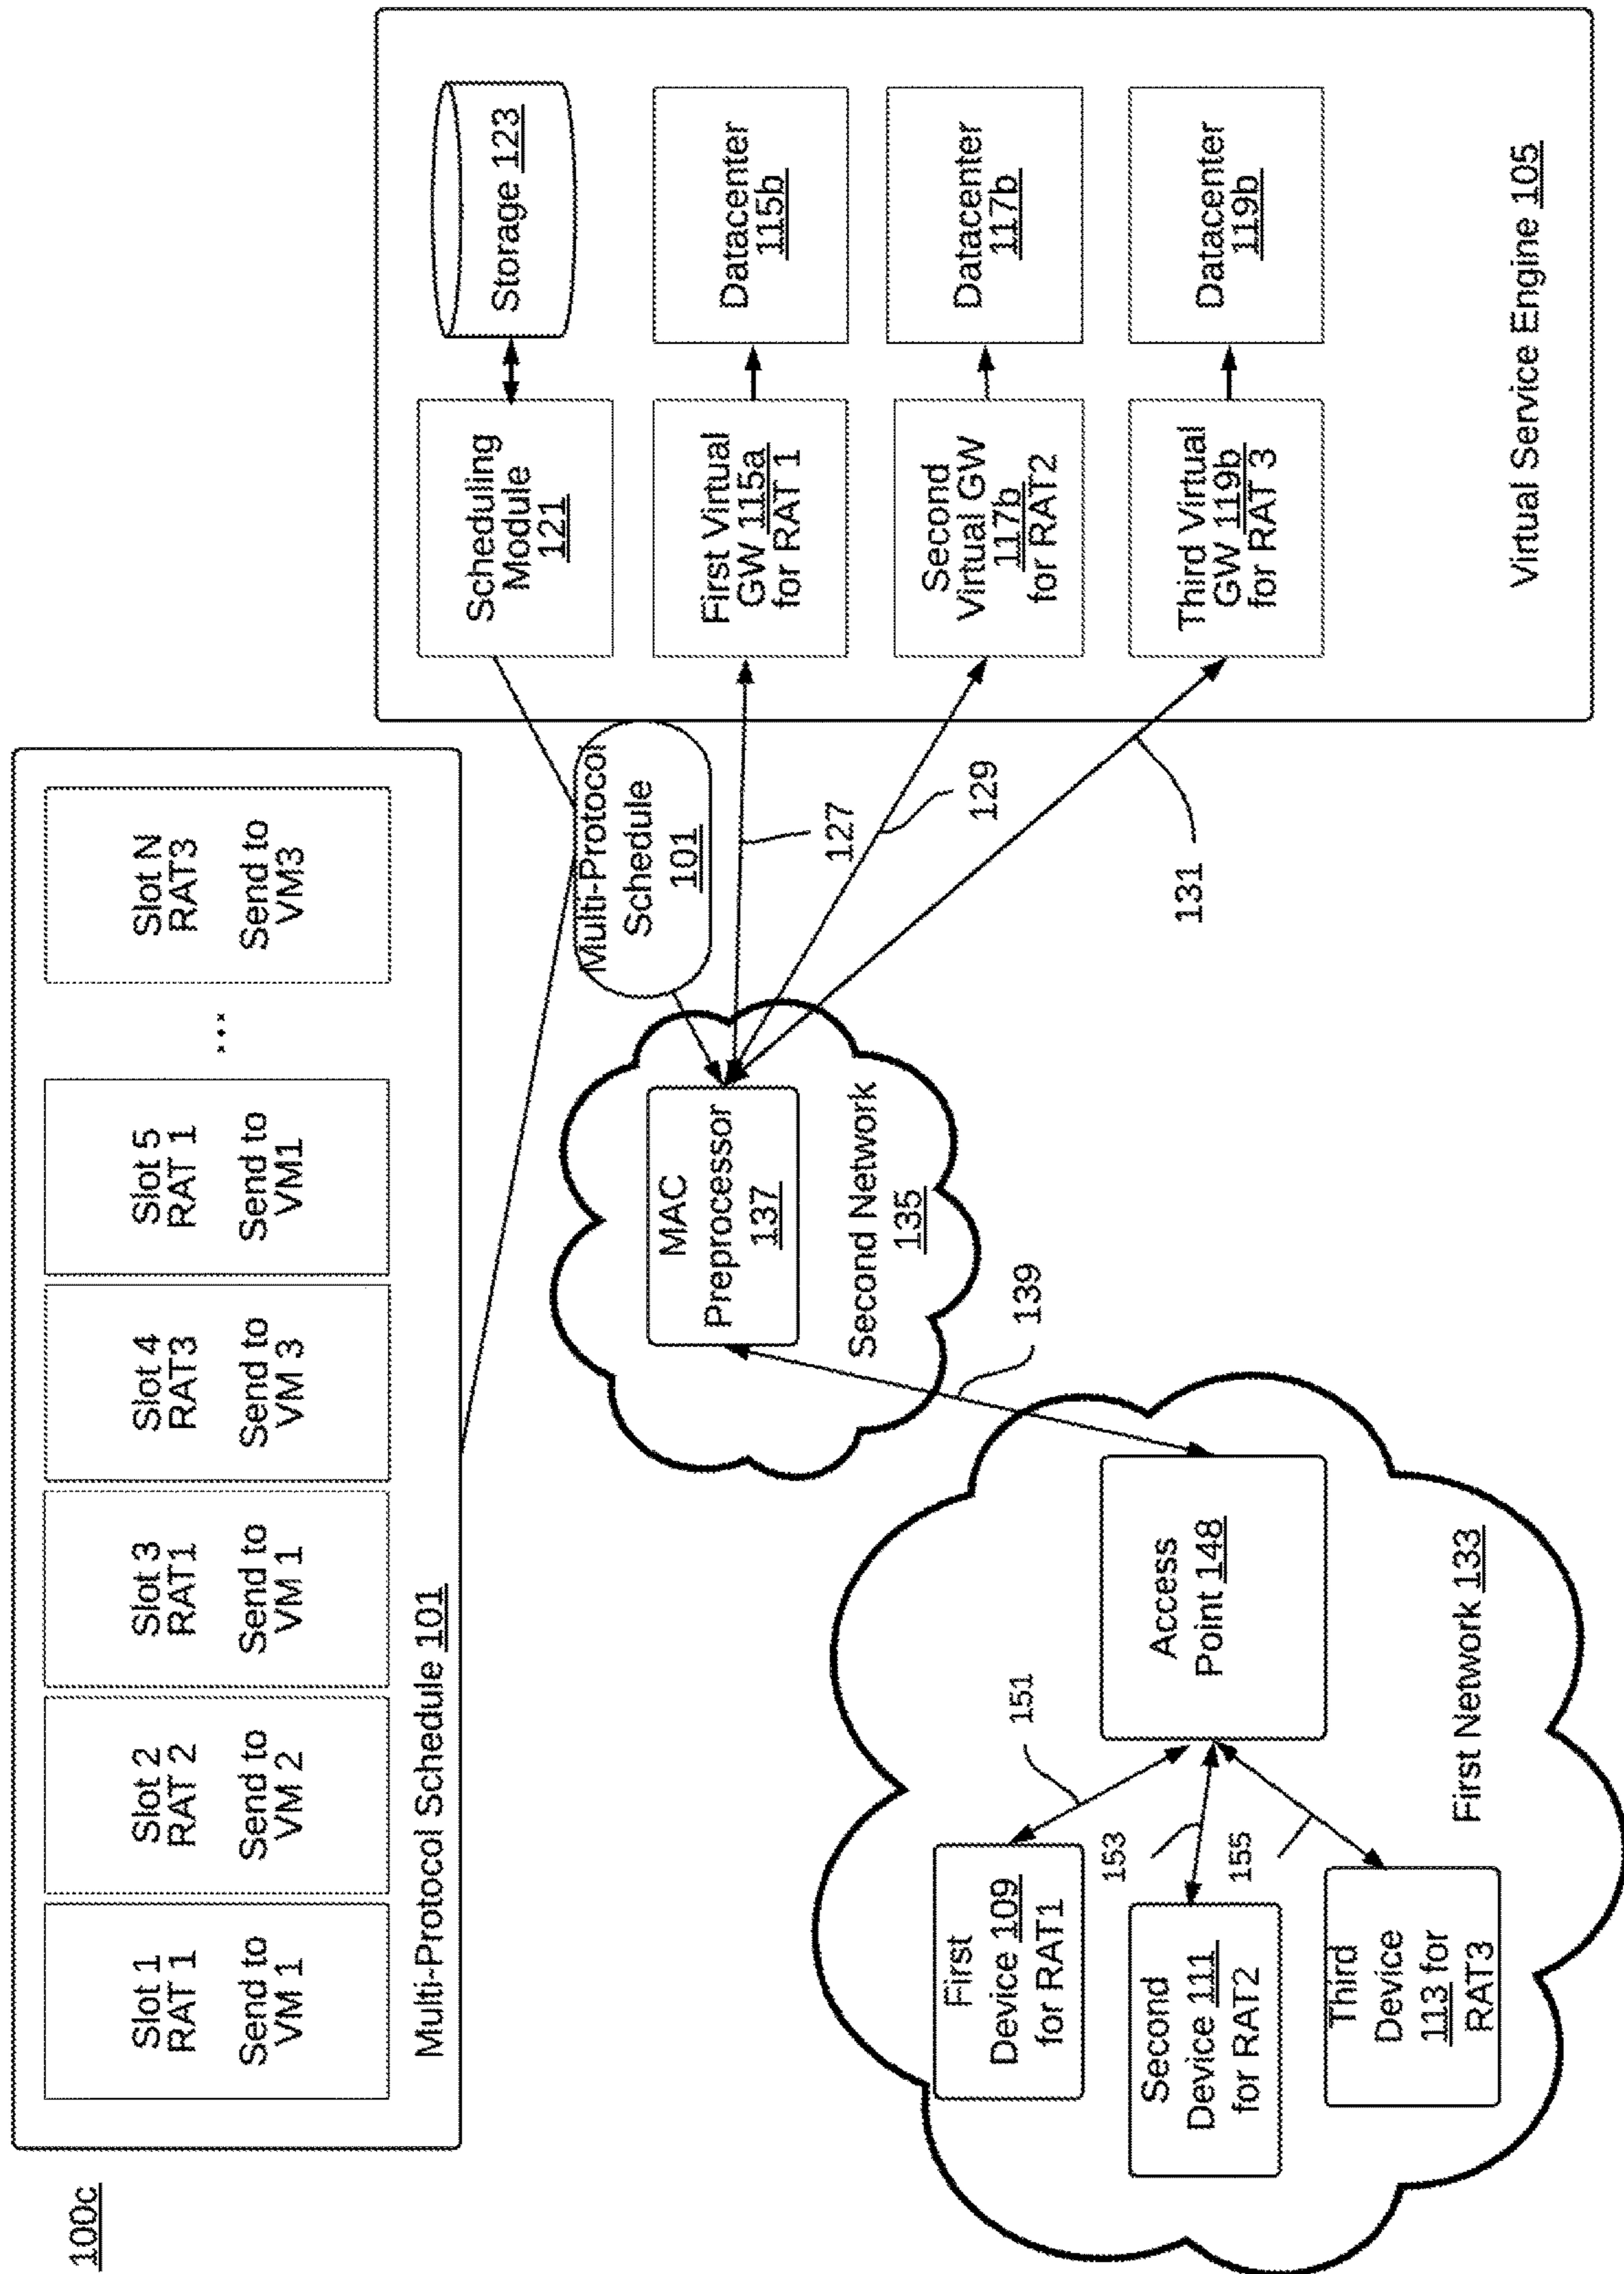 100c
Slot 1
RAT 1
Send to
VM 1
Slot 2
RAT 2
Send to
VM 2
Slot 3
RAT1
Send to
VM 1
Slot 4
RAT3
Send to
VM 3
Slot 5
RAT 1
Send to
VM1
...
Slot N
RAT3
Send to
VM3
Multi-Protocol Schedule 101
Multi-Protocol
Schedule
101
Scheduling
Module
121
Storage 123
First Virtual
GW 115a
for RAT 1
Datacenter
115b
Second
Virtual GW
117b
for RAT2
Datacenter
117b
Third Virtual
GW 119b
for RAT 3
Datacenter
119b
Virtual Service Engine 105
127
129
131
MAC
Preprocessor
137
Second Network
135
139
Access
Point 148
151
153
155
First
Device 109
for RAT1
Second
Device 111
for RAT2
Third
Device
113 for
RAT3
First Network 133